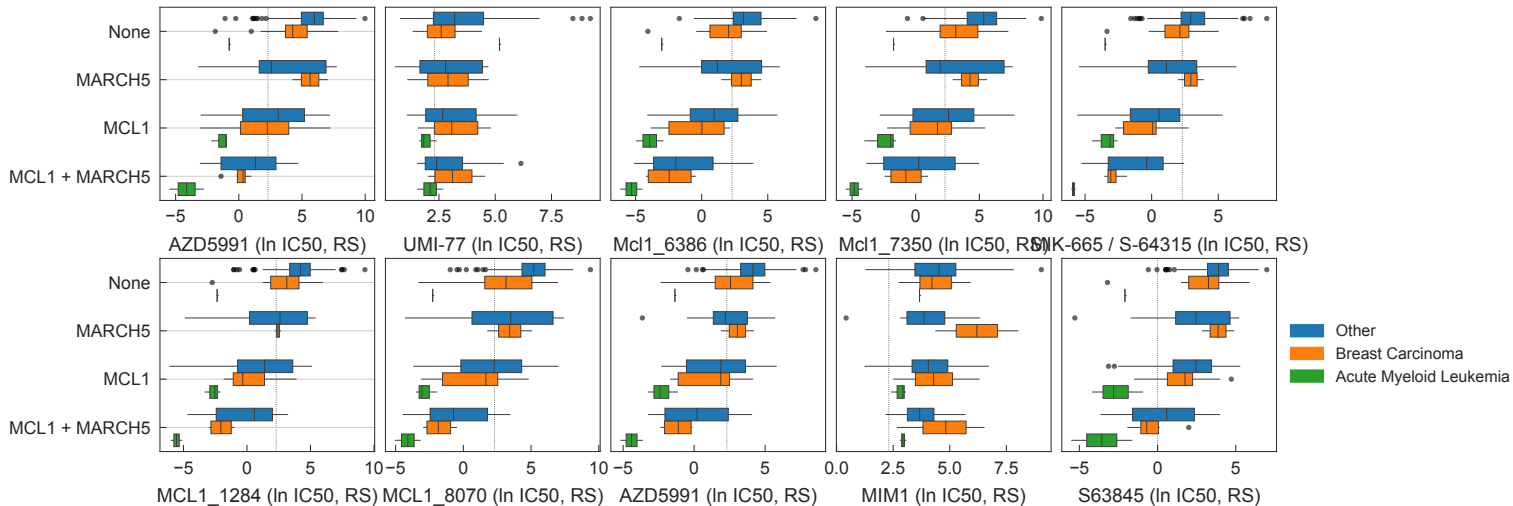 None
MARCH5
MCL1
MCL1 + MARCH5
−5 0 5 10
2.5 7.5
−5 0 5
−5 0 5 10
−5 0 5
AZD5991 (ln IC50, RS) UMI-77 (ln IC50, RS) Mcl1_6386 (ln IC50, RS) Mcl1_7350 (ln IC50, RS) MIK-665 / S-64315 (ln IC50, RS)
None
MARCH5
MCL1
MCL1 + MARCH5
−5 0 5 10
−5 0 5 10
−5 0 5
0.0 2.5 7.5
−5 0 5
MCL1_1284 (ln IC50, RS) MCL1_8070 (ln IC50, RS) AZD5991 (ln IC50, RS) MIM1 (ln IC50, RS) S63845 (ln IC50, RS)
Other
Breast Carcinoma
Acute Myeloid Leukemia